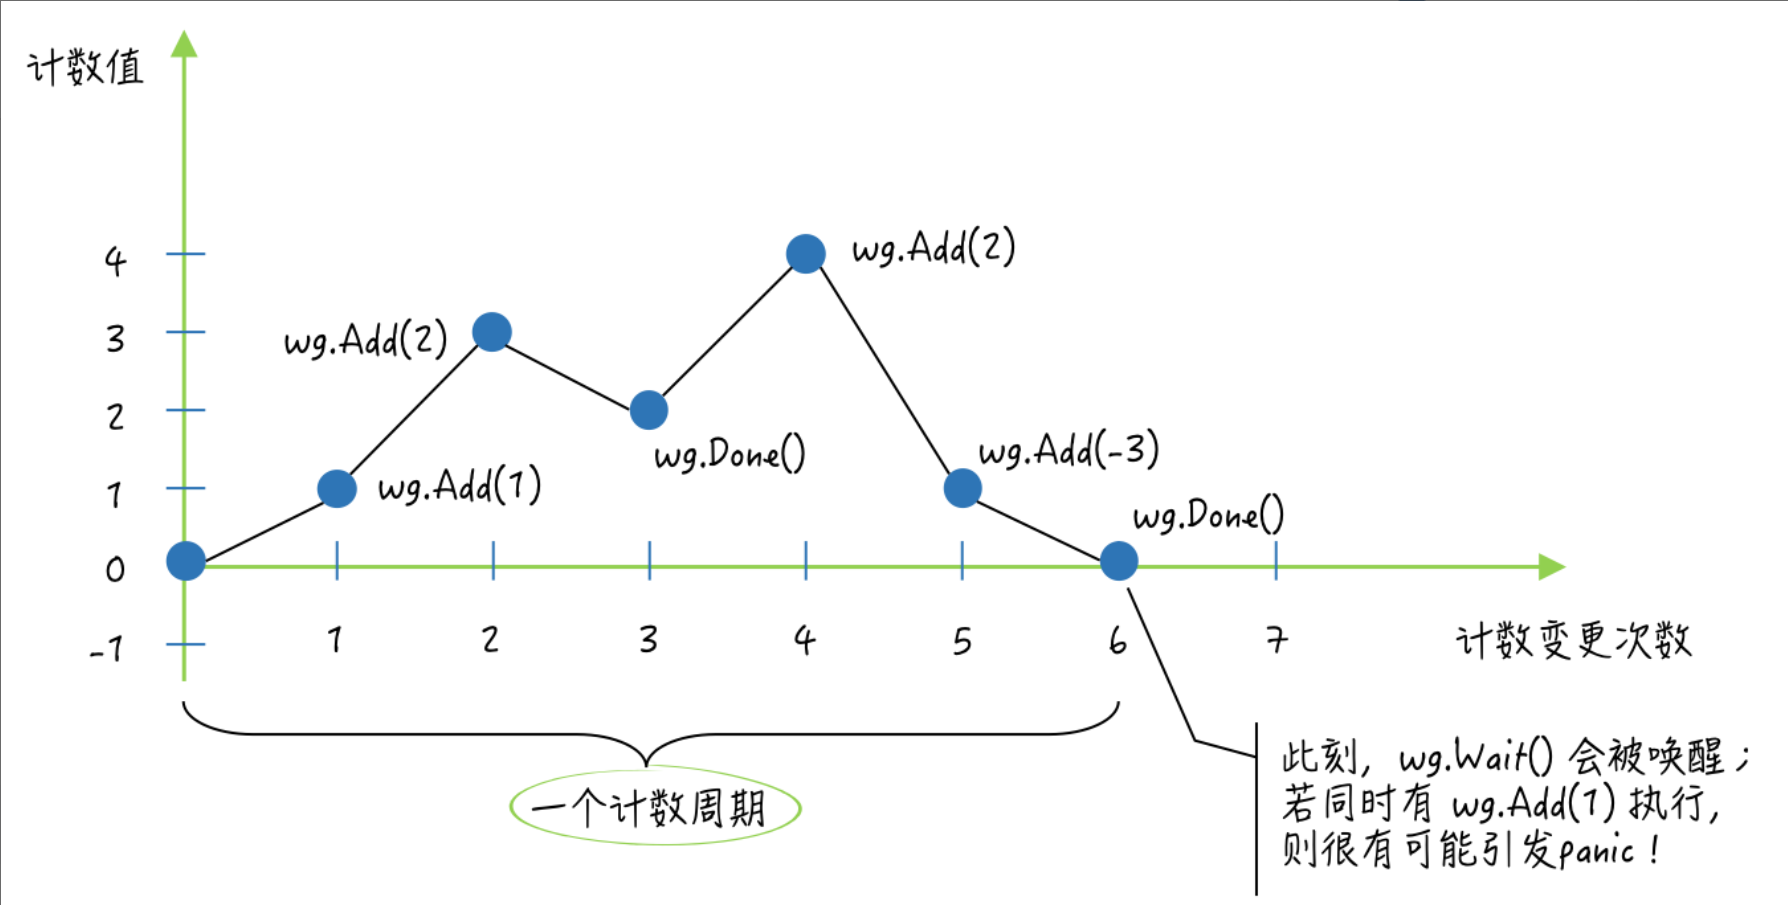 计数值
4
wg.Add(2)
3
wg.Add(2)
2
wg.Done()
wg.Add(-3)
1
wg.Add(1)
wg.Done()
0
1
2
3
4
5
6
7
计数变更次数
-1
一个计数周期
此刻, wg.Wait() 会被唤醒；
若同时有 wg.Add(1) 执行,
则很有可能引发panic！